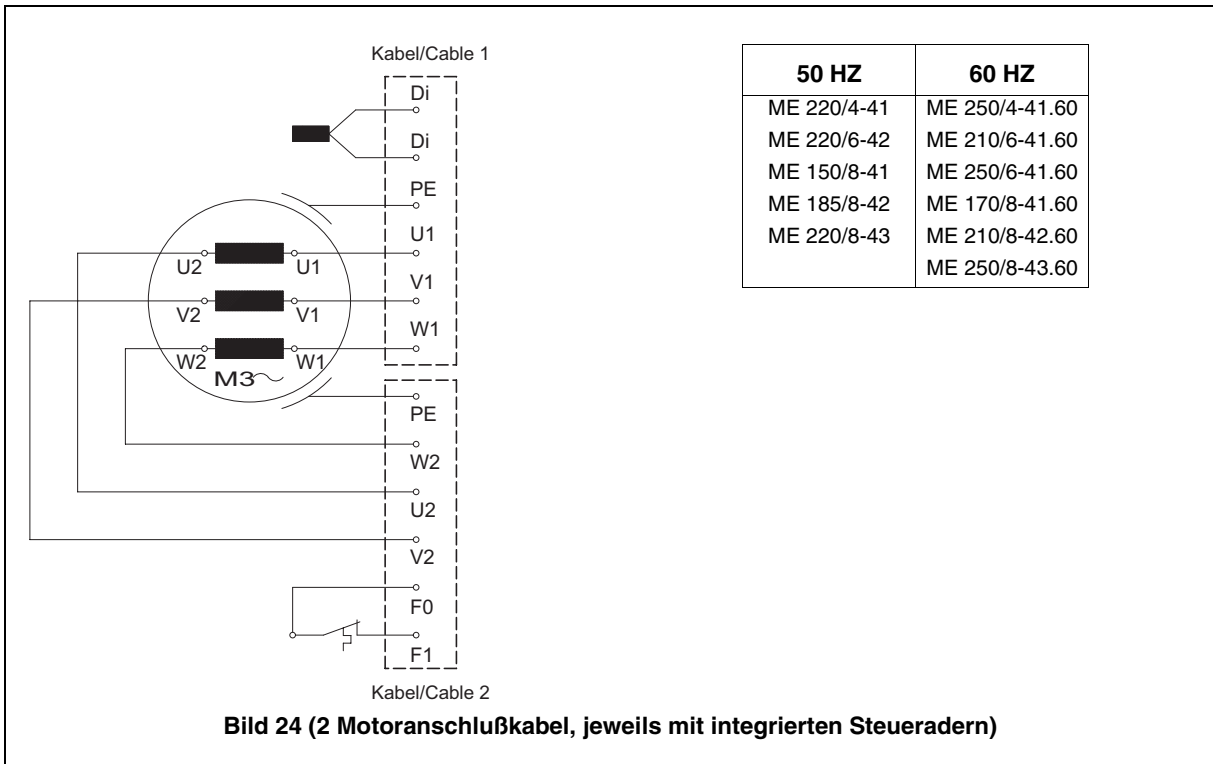 Kabel/Cable 1
Di
Di
PE
U1
V1
W1
U2 U1
V2 V1
W2 W1
M3~
PE
W2
U2
V2
F0
F1
Kabel/Cable 2
50 HZ 60 HZ
ME 220/4-41 ME 250/4-41.60
ME 220/6-42 ME 210/6-41.60
ME 150/8-41 ME 250/6-41.60
ME 185/8-42 ME 170/8-41.60
ME 220/8-43 ME 210/8-42.60
ME 250/8-43.60
Bild 24 (2 Motoranschlußkabel, jeweils mit integrierten Steueradern)